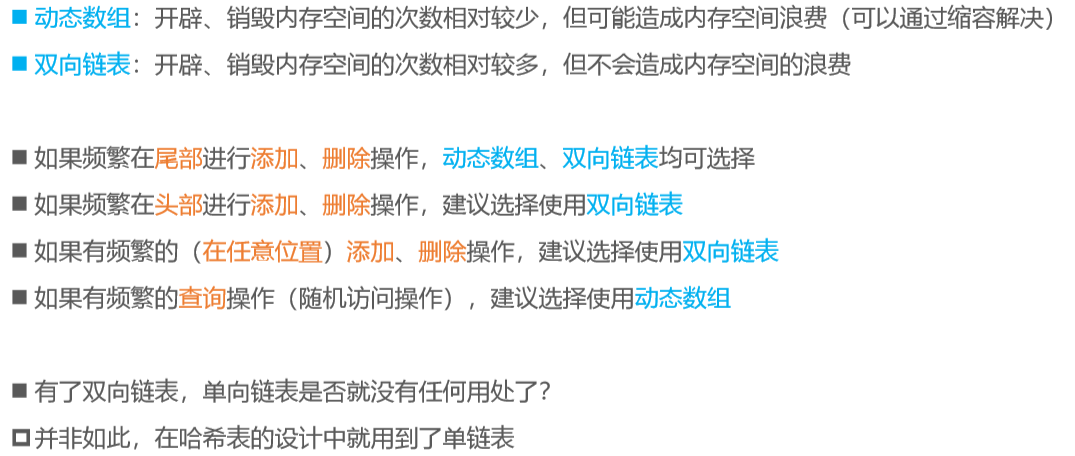 动态数组：开辟、销毁内存空间的次数相对较少，但可能造成内存空间浪费（可以通过缩容解决）
双向链表：开辟、销毁内存空间的次数相对较多，但不会造成内存空间的浪费
如果频繁在尾部进行添加、删除操作，动态数组、双向链表均可选择
如果频繁在头部进行添加、删除操作，建议选择使用双向链表
如果有频繁的（在任意位置）添加、删除操作，建议选择使用双向链表
如果有频繁的查询操作（随机访问操作），建议选择使用动态数组
有了双向链表，单向链表是否就没有任何用处了？
并非如此，在哈希表的设计中就用到了单链表